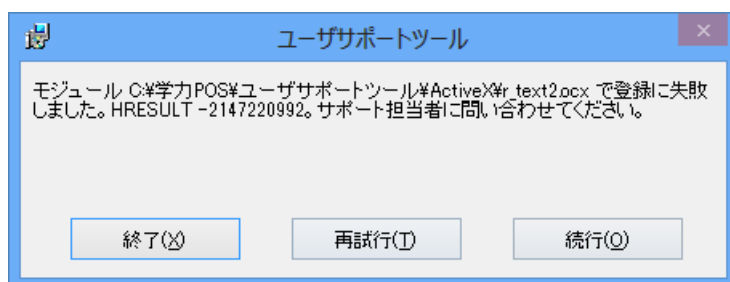 ユーザサポートツール
モジュール C:¥学力POS¥ユーザサポートツール¥ActiveX¥r_text2.ocx で登録に失敗
しました。HRESULT -2147220992。サポート担当者に問い合わせてください。
終了(X) 再試行(T) 続行(O)